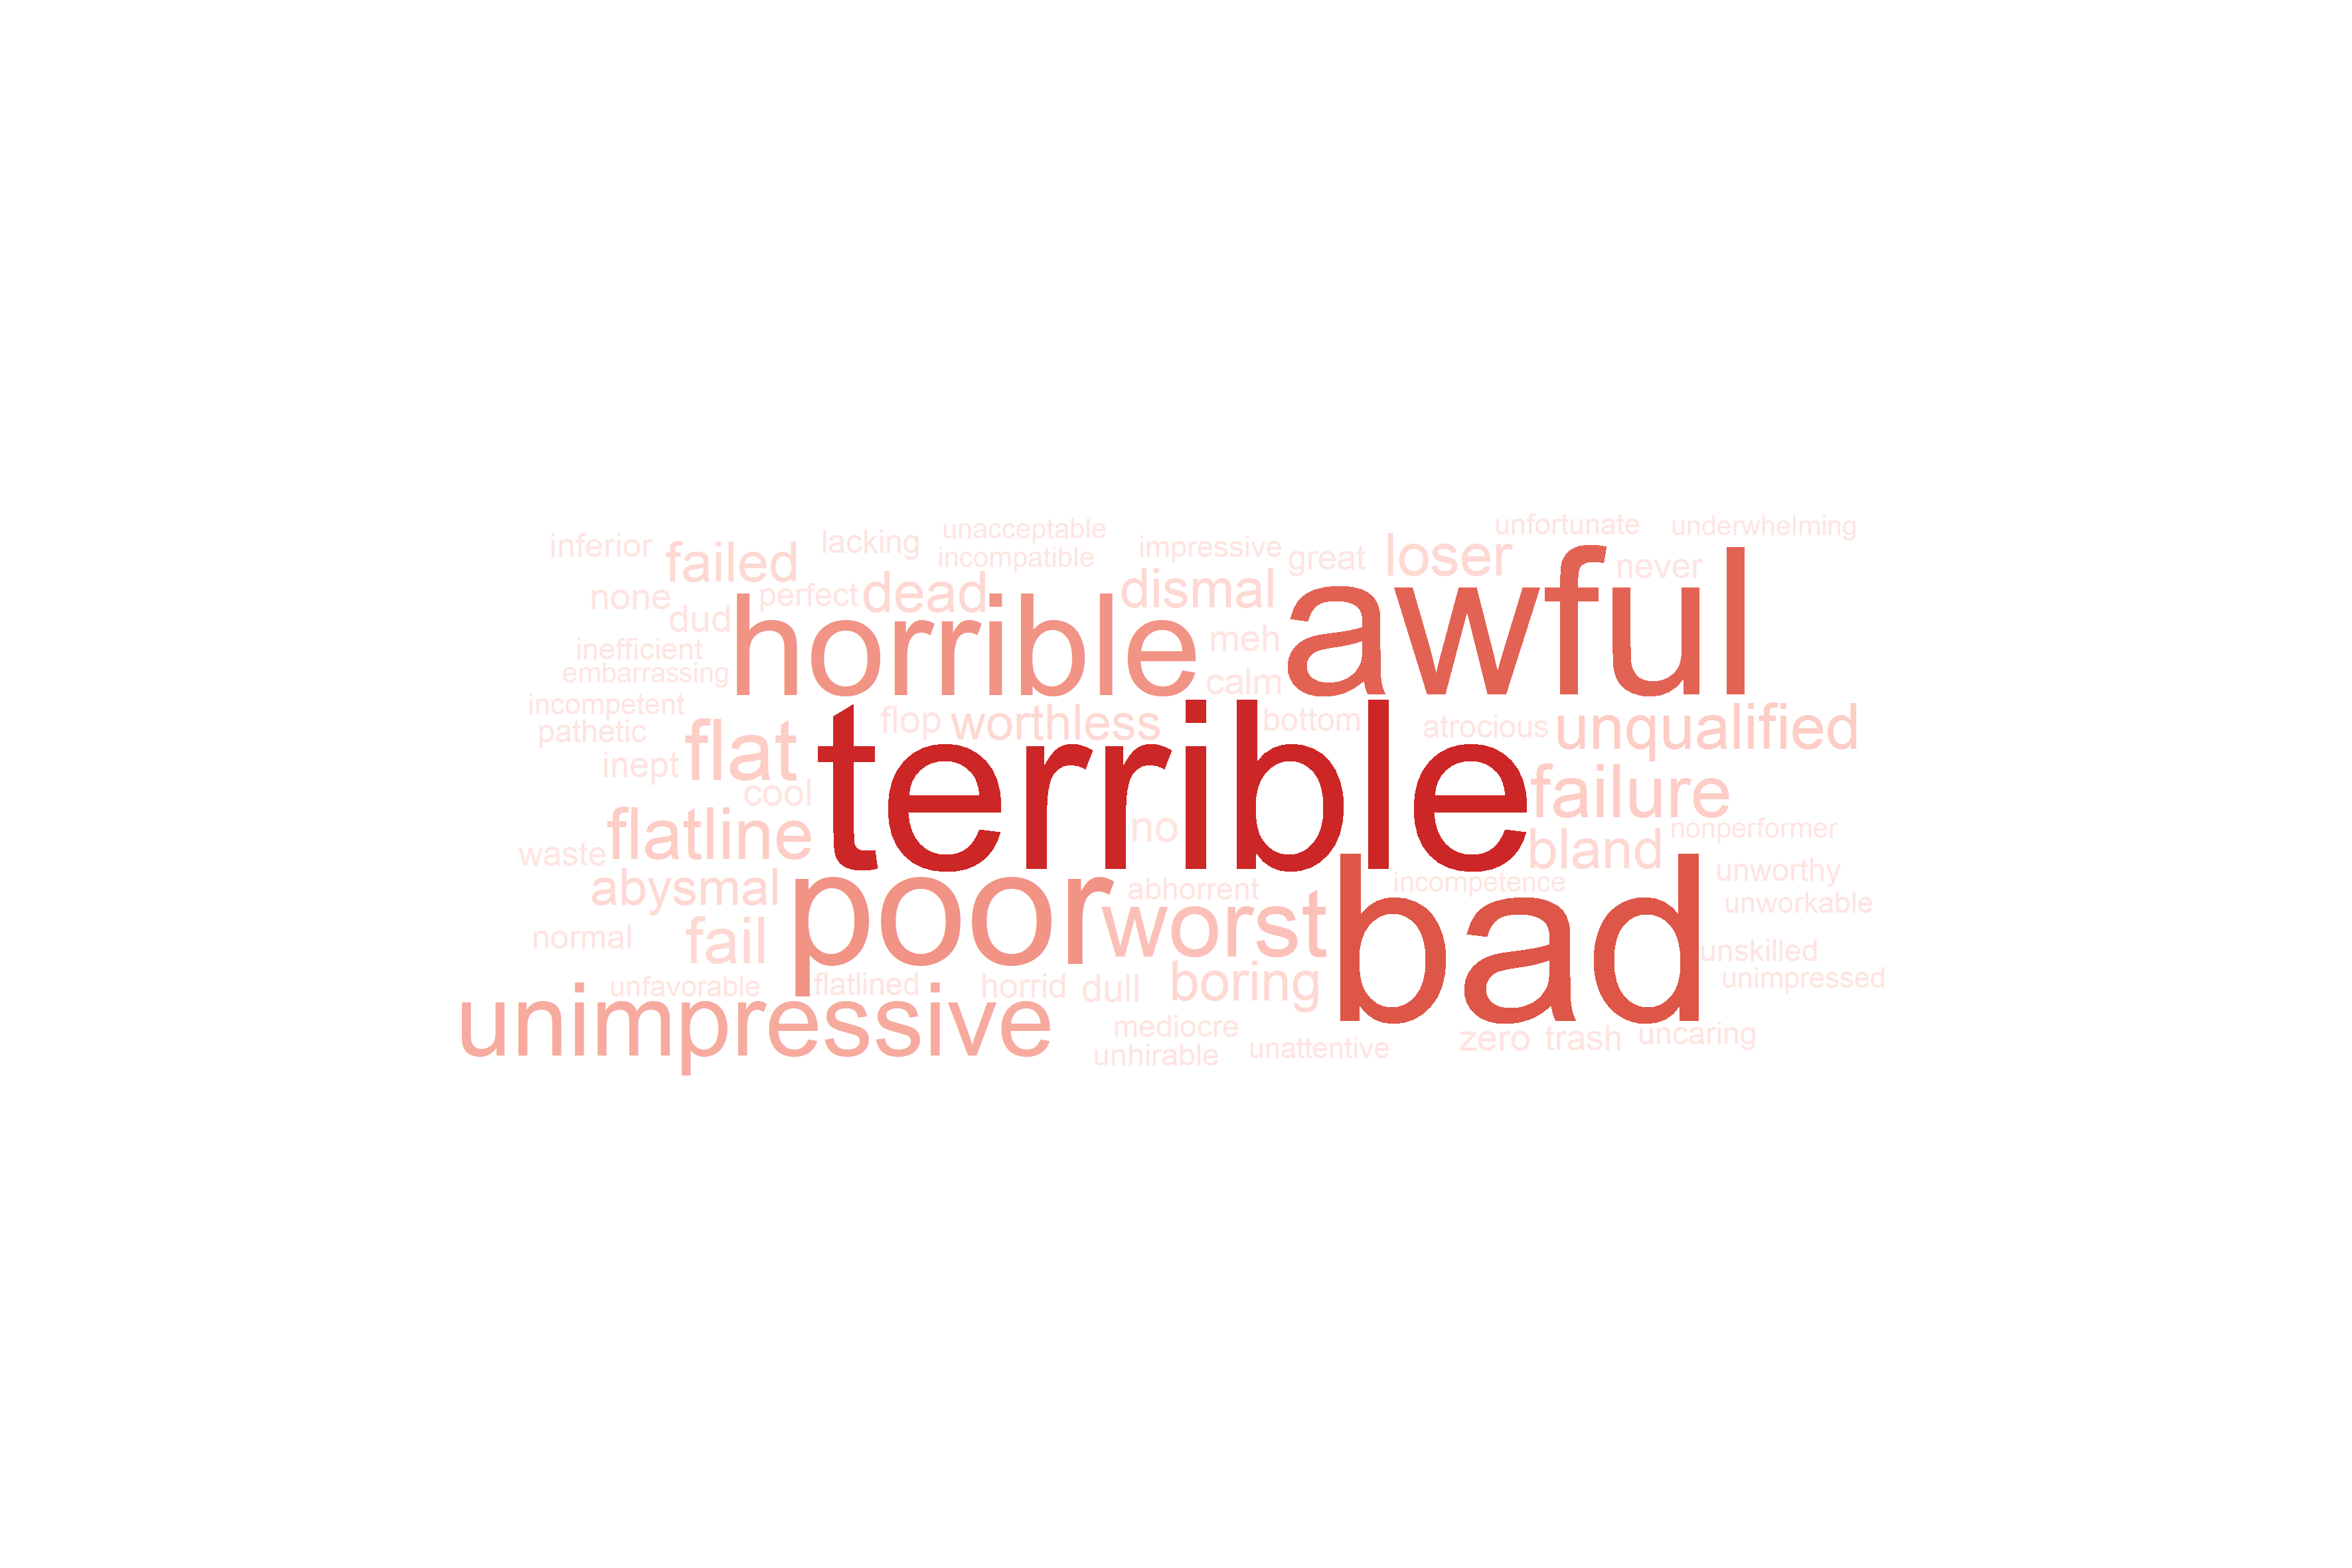 unfortunate underwhelming
inferior failed lacking unacceptable
incompatible impressive great loser never
none perfect dead dismal
dud horrible meh awful
inefficient
embarrassing calm
incompetent
pathetic flop worthless bottom atrocious unqualified
inept flat
cool terrible failure
flatline no bland nonperformer
waste
abysmal abhorrent incompetence unworthy
unworkable
normal fail poor worst bad unskilled
unfavorable flatlined horrid dull boring unimpressed
unimpressive mediocre zero trash uncaring
unhirable unattentive